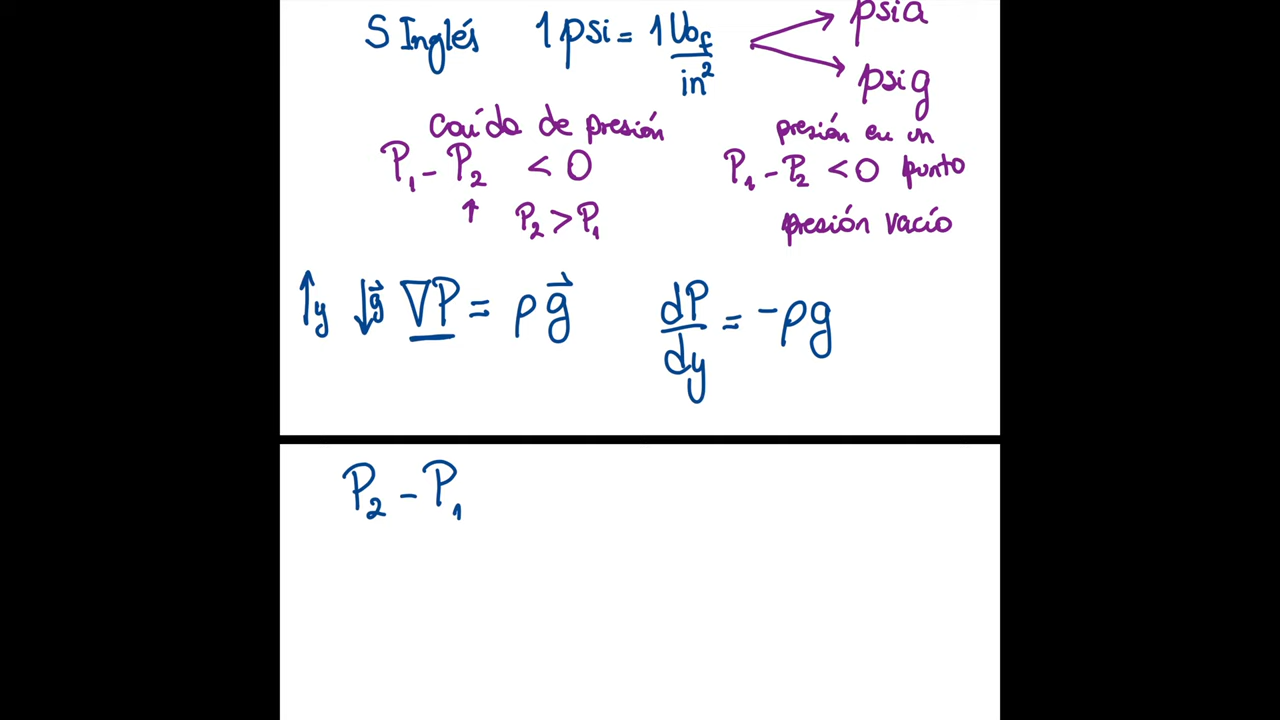 psia
S Inglés 1 psi = 1 lbf/in²
psig
caída de presión
presión en un
P₁ - P₂ < 0
P₁ - P₂ < 0 punto
↑ P₂ > P₁
presión vacío
↑y ↓g⃗ ∇P = ρg⃗
dP/dy = -ρg
P₂ - P₁